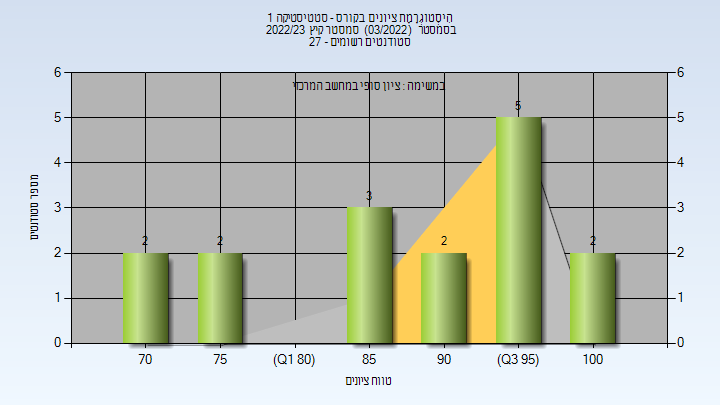 הִיסְטוֹגְרָמַת ציונים בקורס - סטטיסטיקה 1
בסמסטר (03/2022) סמסטר קיץ 2022/23
סטודנטים רשומים - 27
במשימה : ציון סופי במחשב המרכזי
6 6
5 5
4 4
3 3
2 2
1 1
0 0
2 2 3 2 5 2
מספר סטודנטים
70 75 (Q1 80) 85 90 (Q3 95) 100
טווח ציונים